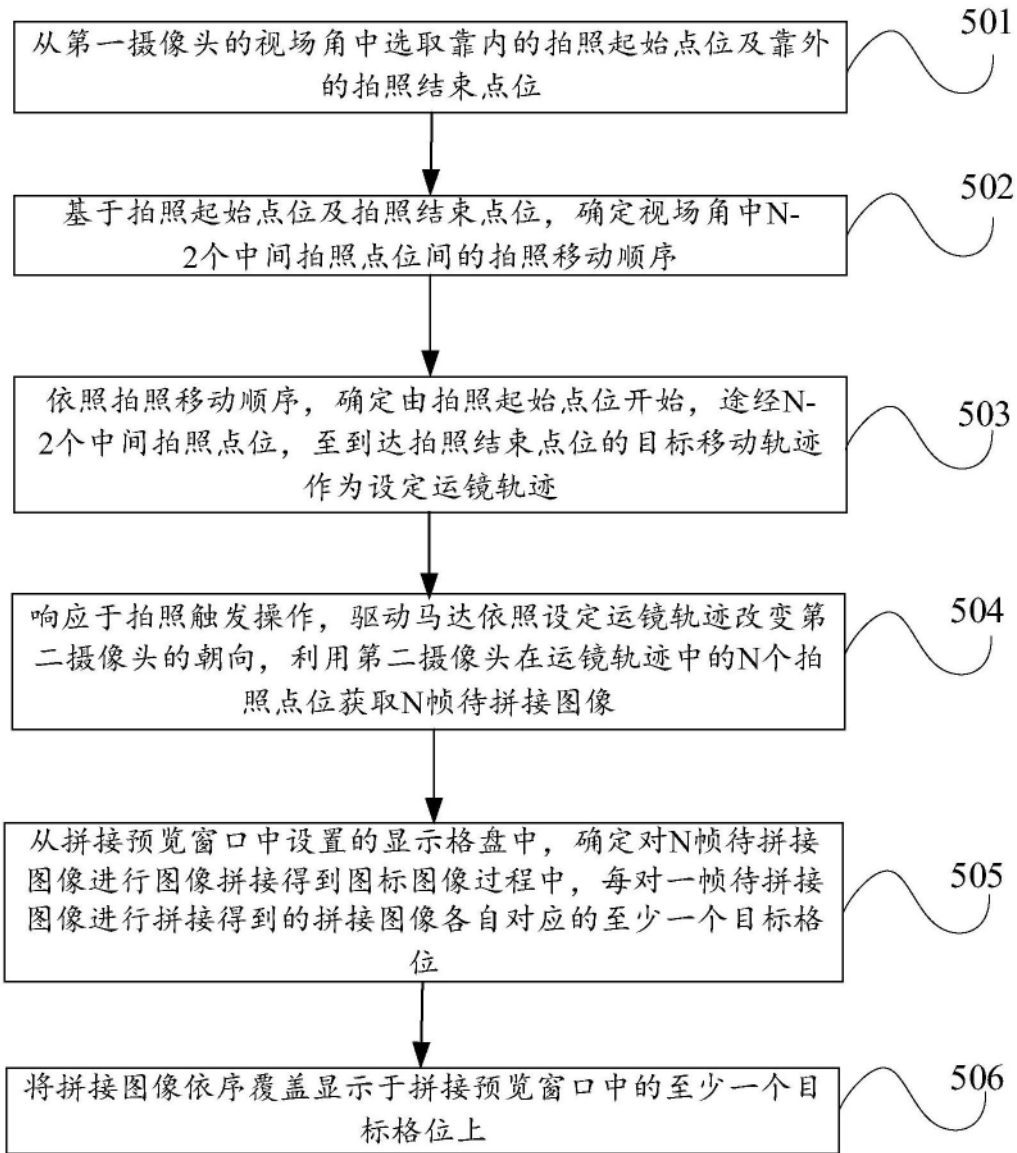 从第一摄像头的视场角中选取靠内的拍照起始点位及靠外
的拍照结束点位
501
基于拍照起始点位及拍照结束点位，确定视场角中N-
2个中间拍照点位间的拍照移动顺序
502
依照拍照移动顺序，确定由拍照起始点位开始，途经N-
2个中间拍照点位，至到达拍照结束点位的目标移动轨迹
作为设定运镜轨迹
503
响应于拍照触发操作，驱动马达依照设定运镜轨迹改变第
二摄像头的朝向，利用第二摄像头在运镜轨迹中的N个拍
照点位获取N帧待拼接图像
504
从拼接预览窗口中设置的显示格盘中，确定对N帧待拼接
图像进行图像拼接得到图标图像过程中，每对一帧待拼接
图像进行拼接得到的拼接图像各自对应的至少一个目标格
位
505
将拼接图像依序覆盖显示于拼接预览窗口中的至少一个目
标格位上
506